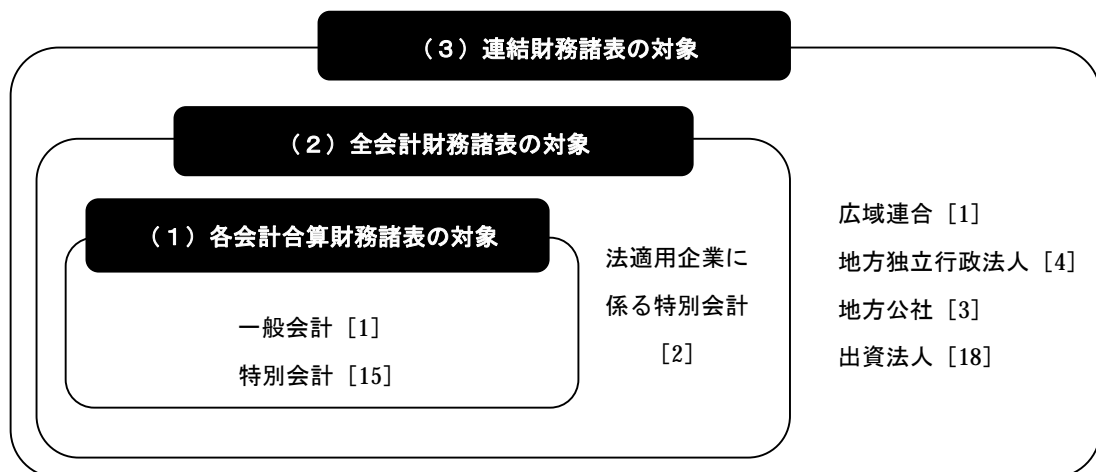 （３）連結財務諸表の対象
（２）全会計財務諸表の対象
（１）各会計合算財務諸表の対象
一般会計［1］
特別会計［15］
法適用企業に
係る特別会計
［2］
広域連合［1］
地方独立行政法人［4］
地方公社［3］
出資法人［18］